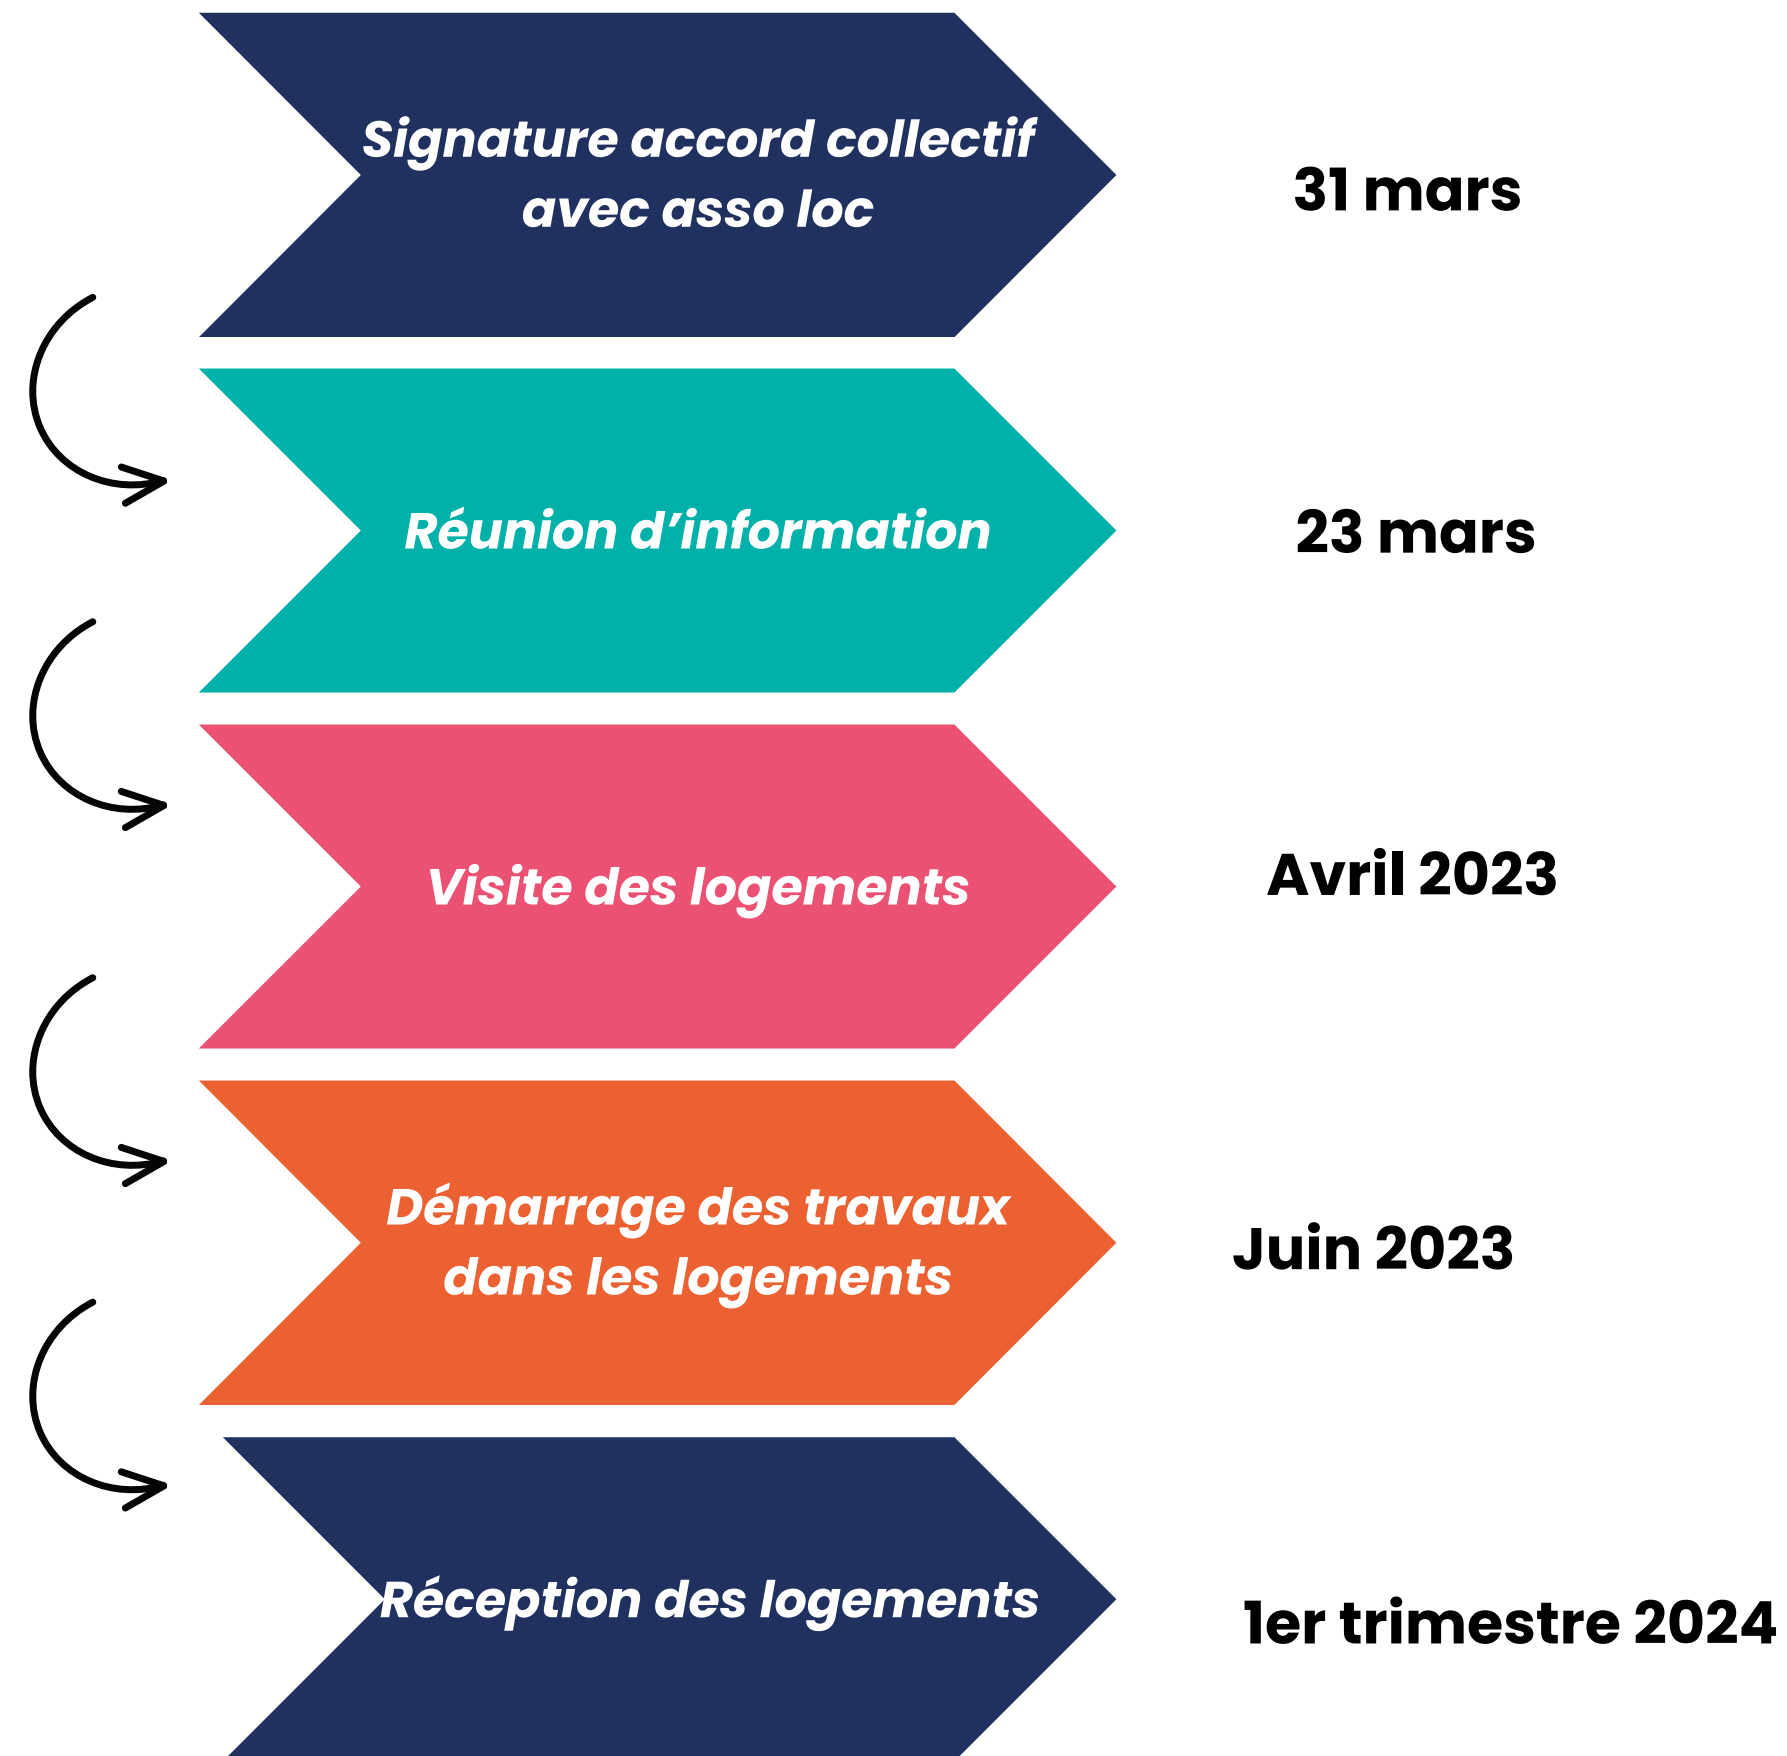 Signature accord collectif
avec asso loc
31 mars
Réunion d’information
23 mars
Visite des logements
Avril 2023
Démarrage des travaux
dans les logements
Juin 2023
Réception des logements
1er trimestre 2024